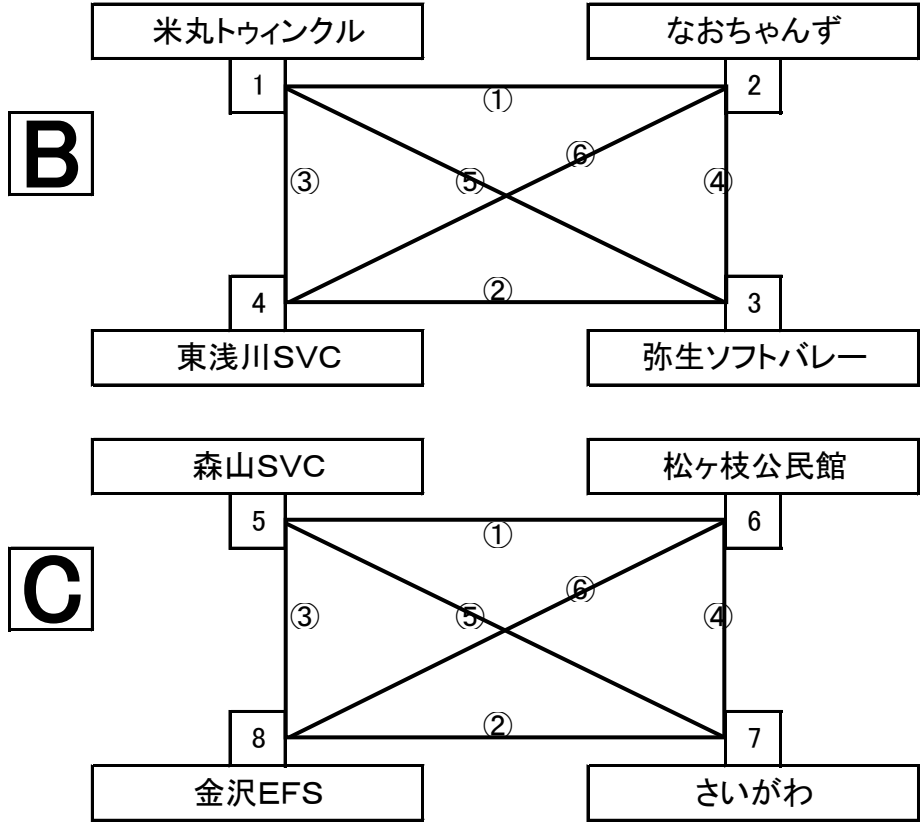 米丸トゥィンクル なおちゃんず
1 2
①
B
⑥
③ ⑤ ④
②
4 3
東浅川SVC 弥生ソフトバレー
森山SVC 松ヶ枝公民館
5 6
①
C
⑥
③ ⑤ ④
②
8 7
金沢EFS さいがわ